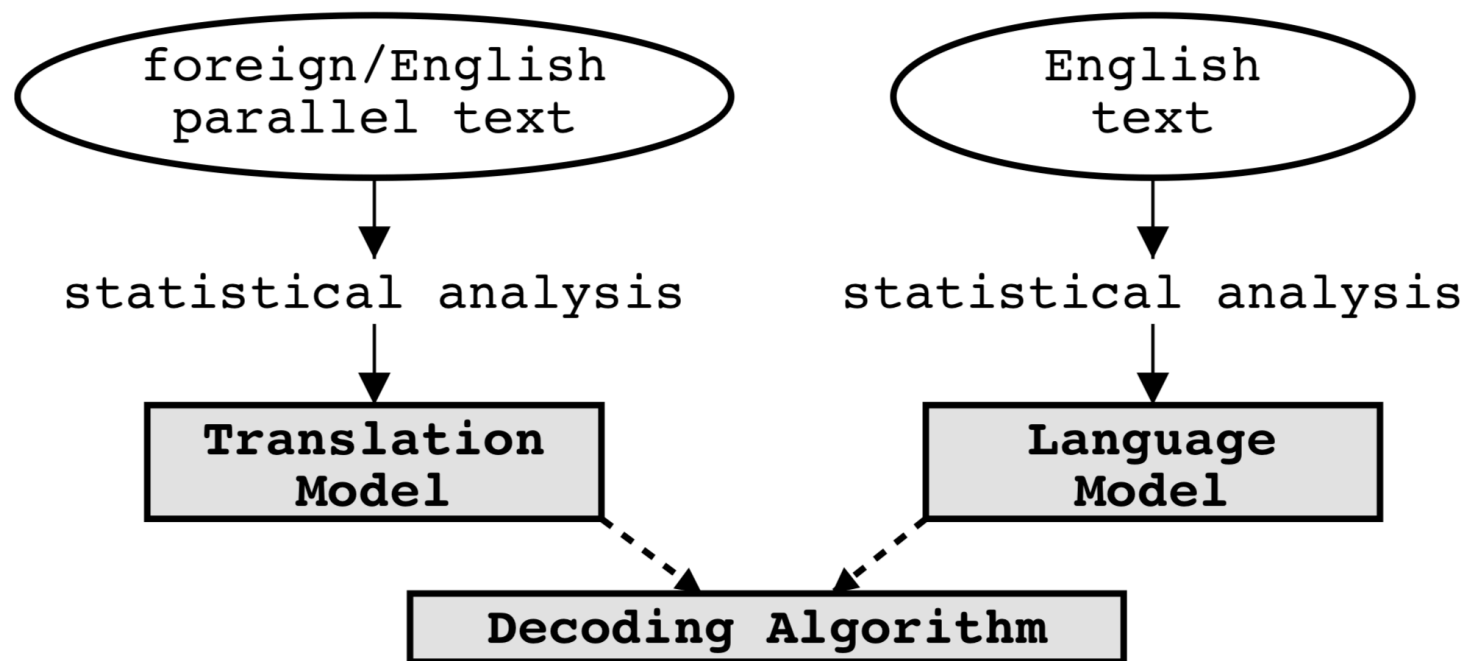 foreign/English
parallel text
English
text
statistical analysis
statistical analysis
Translation
Model
Language
Model
Decoding Algorithm